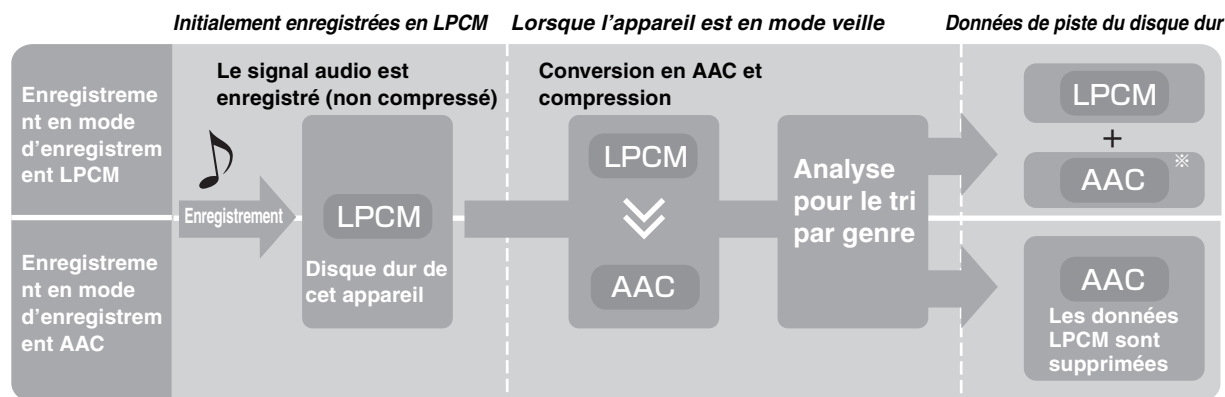 Initialement enregistrées en LPCM
Lorsque l'appareil est en mode veille
Données de piste du disque dur
Enregistreme
nt en mode
d'enregistrem
ent LPCM
Le signal audio est
enregistré (non compressé)
Enregistrement
LPCM
Disque dur de
cet appareil
Conversion en AAC et
compression
LPCM
AAC
Analyse
pour le tri
par genre
LPCM
+
AAC ※
Enregistreme
nt en mode
d'enregistrem
ent AAC
AAC
Les données
LPCM sont
supprimées